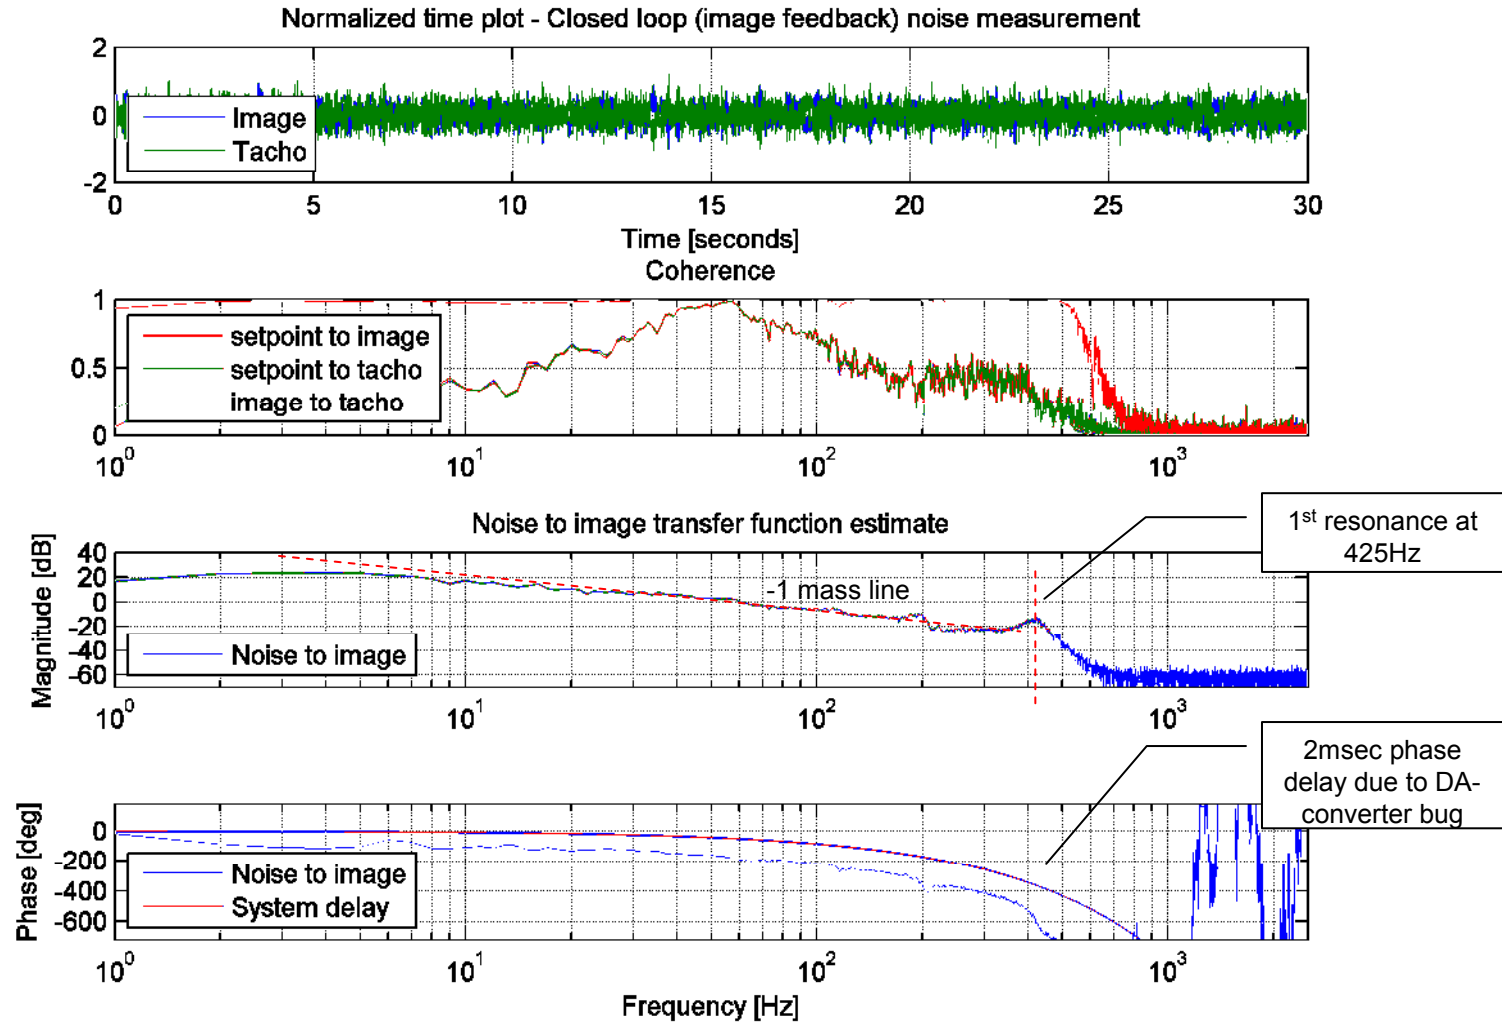 Normalized time plot - Closed loop (image feedback) noise measurement
2
0
-2
Image
Tacho
0 5 10 15 20 25 30
Time [seconds]
Coherence
1
0.5
0
setpoint to image
setpoint to tacho
image to tacho
10^0 10^1 10^2 10^3
Noise to image transfer function estimate
Magnitude [dB]
40
20
0
-20
-40
-60
-1 mass line
Noise to image
1st resonance at
425Hz
10^0 10^1 10^2 10^3
2msec phase
delay due to DA-
converter bug
Phase [deg]
0
-200
-400
-600
Noise to image
System delay
10^0 10^1 10^2 10^3
Frequency [Hz]